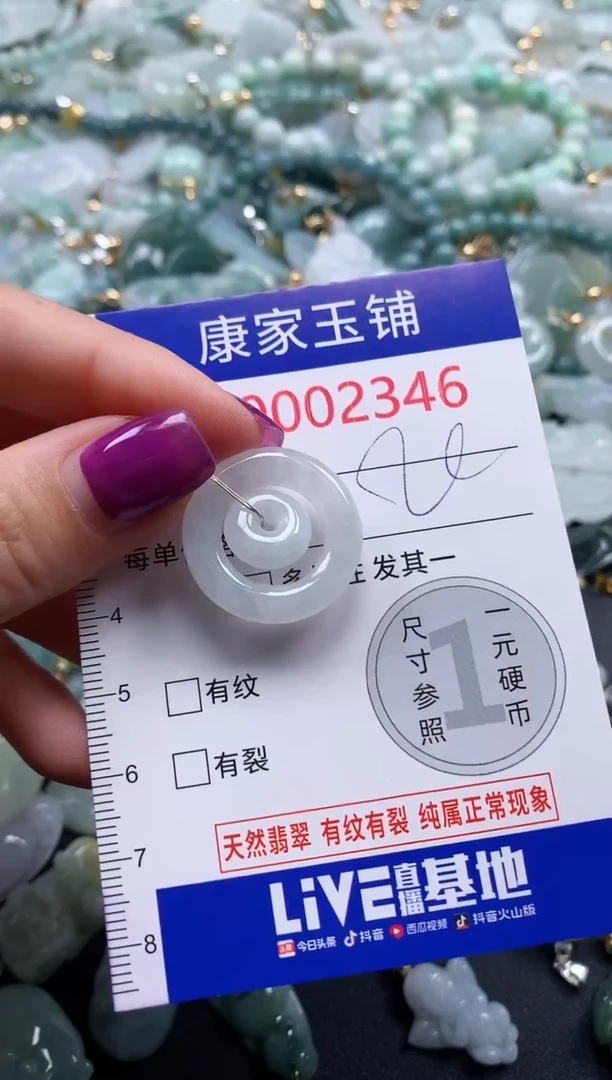 康家玉铺
0002346
每单
发其一
4
尺寸参照
1
一元硬币
5
有纹
6
有裂
天然翡翠 有纹有裂 纯属正常现象
7
LiVE直播基地
头条 今日头条 抖音 西瓜视频 抖音火山版
8